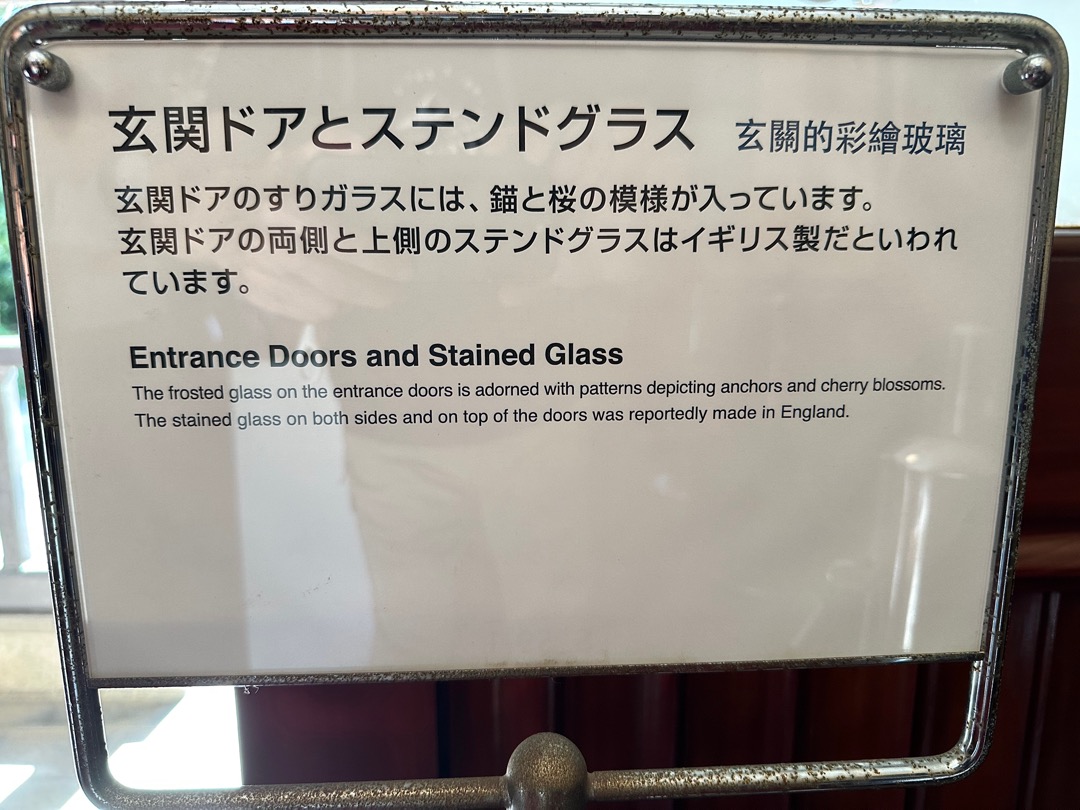 玄関ドアとステンドグラス 玄關的彩繪玻璃
玄関ドアのすりガラスには、錨と桜の模様が入っています。
玄関ドアの両側と上側のステンドグラスはイギリス製だといわれ
ています。
Entrance Doors and Stained Glass
The frosted glass on the entrance doors is adorned with patterns depicting anchors and cherry blossoms.
The stained glass on both sides and on top of the doors was reportedly made in England.